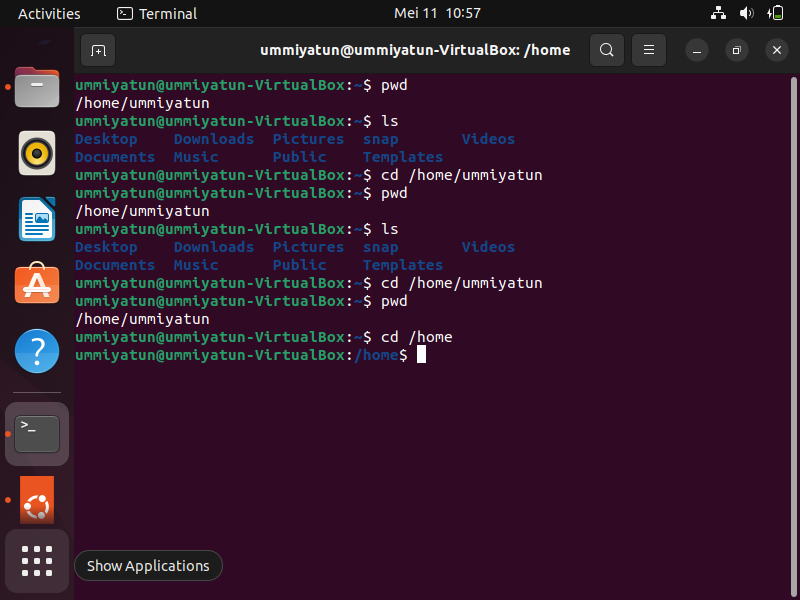 Activities Terminal Mei 11 10:57
ummiyatun@ummiyatun-VirtualBox: /home
ummiyatun@ummiyatun-VirtualBox:~$ pwd
/home/ummiyatun
ummiyatun@ummiyatun-VirtualBox:~$ ls
Desktop Downloads Pictures snap Videos
Documents Music Public Templates
ummiyatun@ummiyatun-VirtualBox:~$ cd /home/ummiyatun
ummiyatun@ummiyatun-VirtualBox:~$ pwd
/home/ummiyatun
ummiyatun@ummiyatun-VirtualBox:~$ ls
Desktop Downloads Pictures snap Videos
Documents Music Public Templates
ummiyatun@ummiyatun-VirtualBox:~$ cd /home/ummiyatun
ummiyatun@ummiyatun-VirtualBox:~$ pwd
/home/ummiyatun
ummiyatun@ummiyatun-VirtualBox:~$ cd /home
ummiyatun@ummiyatun-VirtualBox:/home$
Show Applications